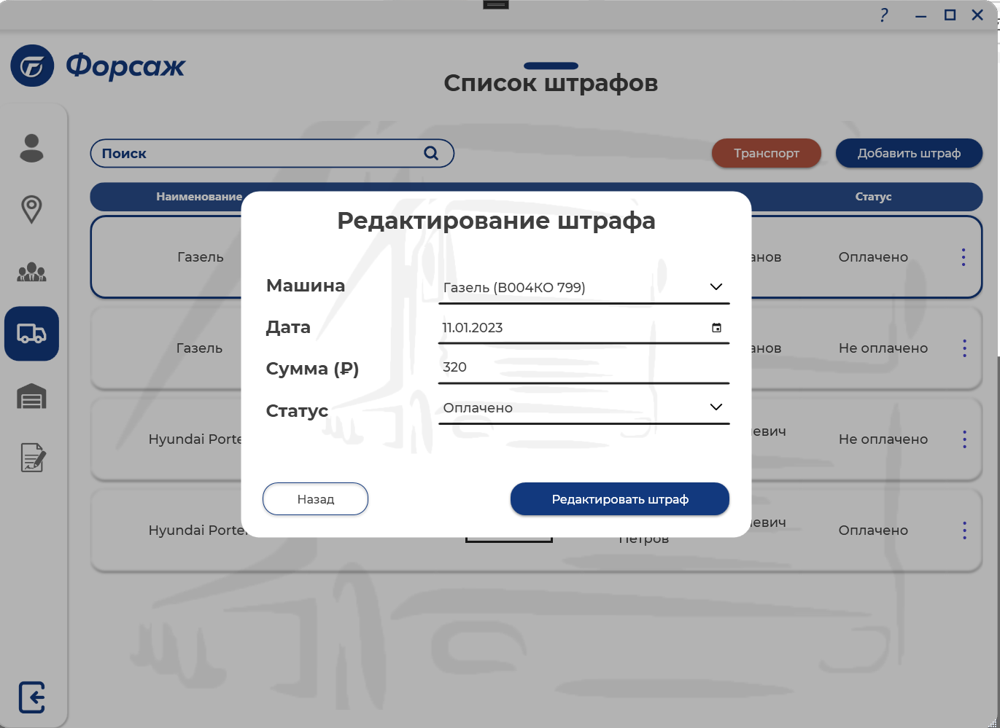 ?
Форсаж
Список штрафов
Поиск
Транспорт
Добавить штраф
Наименование
Статус
Редактирование штрафа
Газель
анов
Оплачено
Машина
Газель (В004КО 799)
Дата
11.01.2023
Газель
анов
Не оплачено
Сумма (₽)
320
Статус
Оплачено
Hyundai Porte
евич
Не оплачено
Назад
Редактировать штраф
Hyundai Porte
евич
Петров
Оплачено